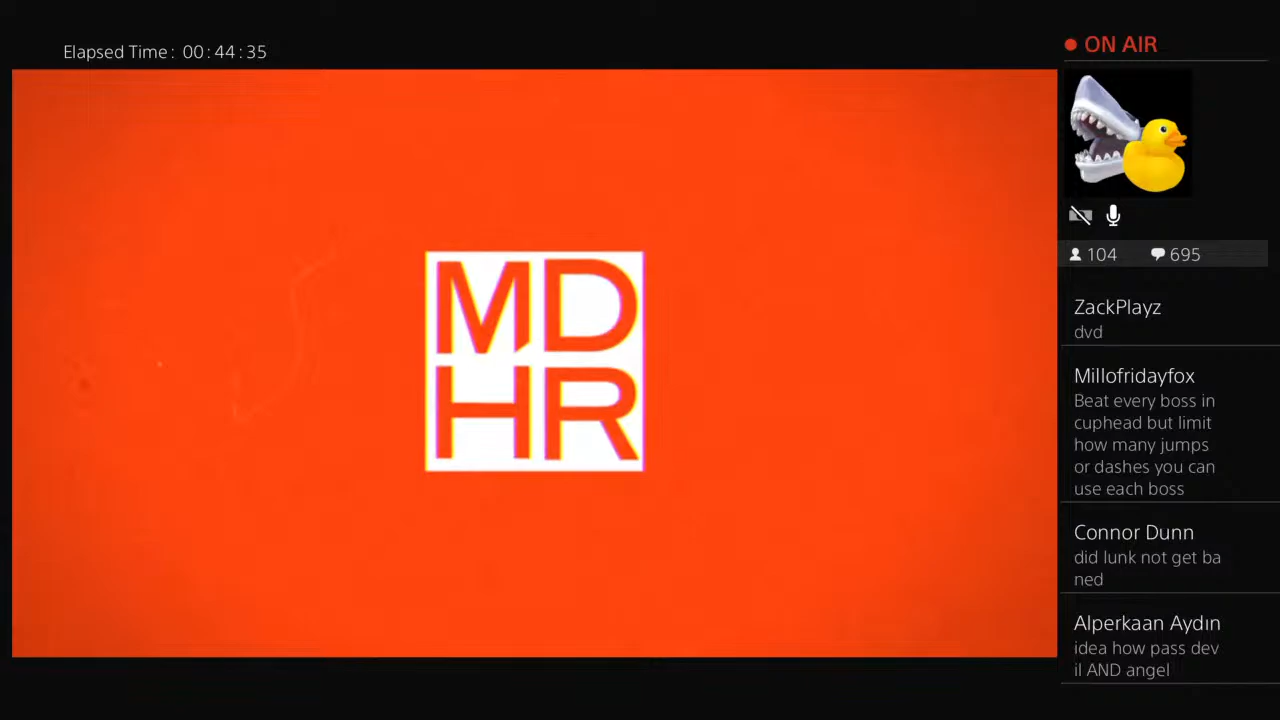 Elapsed Time: 00:44:35
ON AIR
MD
HR
104 695
ZackPlayz
dvd
Millofridayfox
Beat every boss in
cuphead but limit
how many jumps
or dashes you can
use each boss
Connor Dunn
did lunk not get ba
ned
Alperkaan Aydın
idea how pass dev
il AND angel